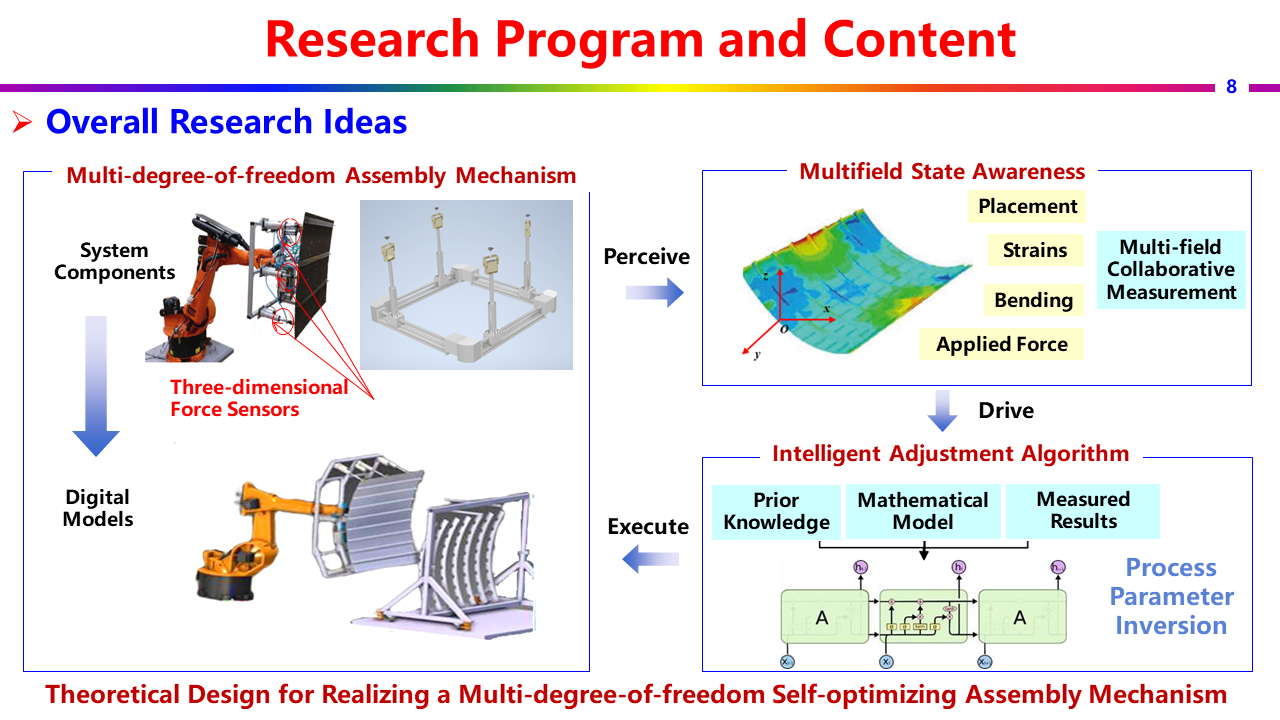 Research Program and Content
8
Overall Research Ideas
Multi-degree-of-freedom Assembly Mechanism
System
Components
Three-dimensional
Force Sensors
Digital
Models
Perceive
Execute
Multifield State Awareness
Placement
Strains
Bending
Applied Force
Multi-field
Collaborative
Measurement
z
x
O
y
Drive
Intelligent Adjustment Algorithm
Prior
Knowledge
Mathematical
Model
Measured
Results
A
A
Process
Parameter
Inversion
Theoretical Design for Realizing a Multi-degree-of-freedom Self-optimizing Assembly Mechanism